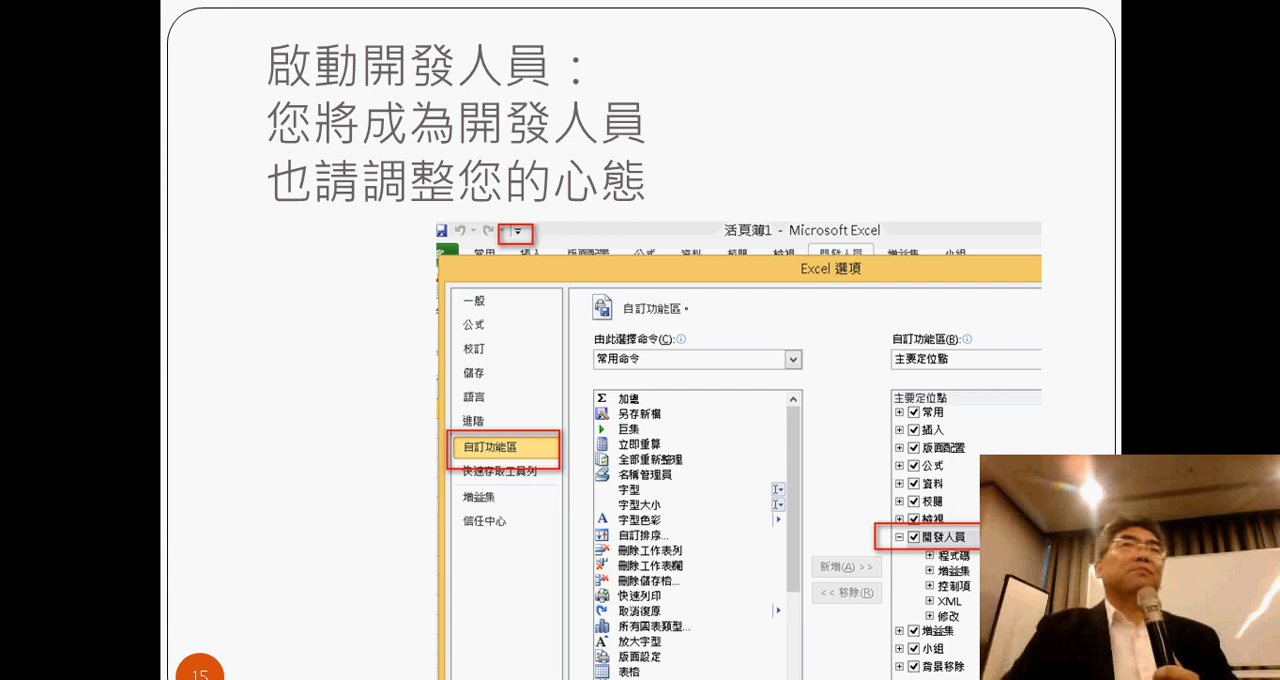 啟動開發人員：
您將成為開發人員
也請調整您的心態
活頁簿1 - Microsoft Excel
常用 插入 版面配置 公式 資料 校閱 檢視 開發人員 增益集 小組
Excel 選項
一般
公式
校訂
儲存
語言
進階
自訂功能區
快速存取工具列
增益集
信任中心
自訂功能區。
由此選擇命令(C):
常用命令
Σ 加總
另存新檔
巨集
立即重算
全部重新整理
名稱管理員
字型
字型大小
字型色彩
自訂排序...
刪除工作表列
刪除工作表欄
刪除儲存格...
快速列印
取消復原
所有圖表類型...
放大字型
版面設定
表格
新增(A) >>
<< 移除(R)
自訂功能區(B):
主要定位點
主要定位點
常用
插入
版面配置
公式
資料
校閱
檢視
開發人員
程式碼
增益集
控制項
XML
修改
增益集
小組
背景移除
15